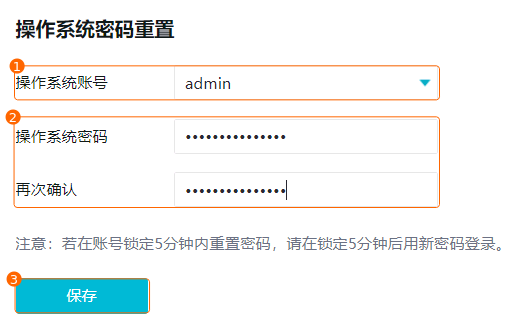 操作系统密码重置
1
操作系统账号 admin
2
操作系统密码 •••••••••••••••
再次确认 •••••••••••••••
注意：若在账号锁定5分钟内重置密码，请在锁定5分钟后用新密码登录。
3
保存